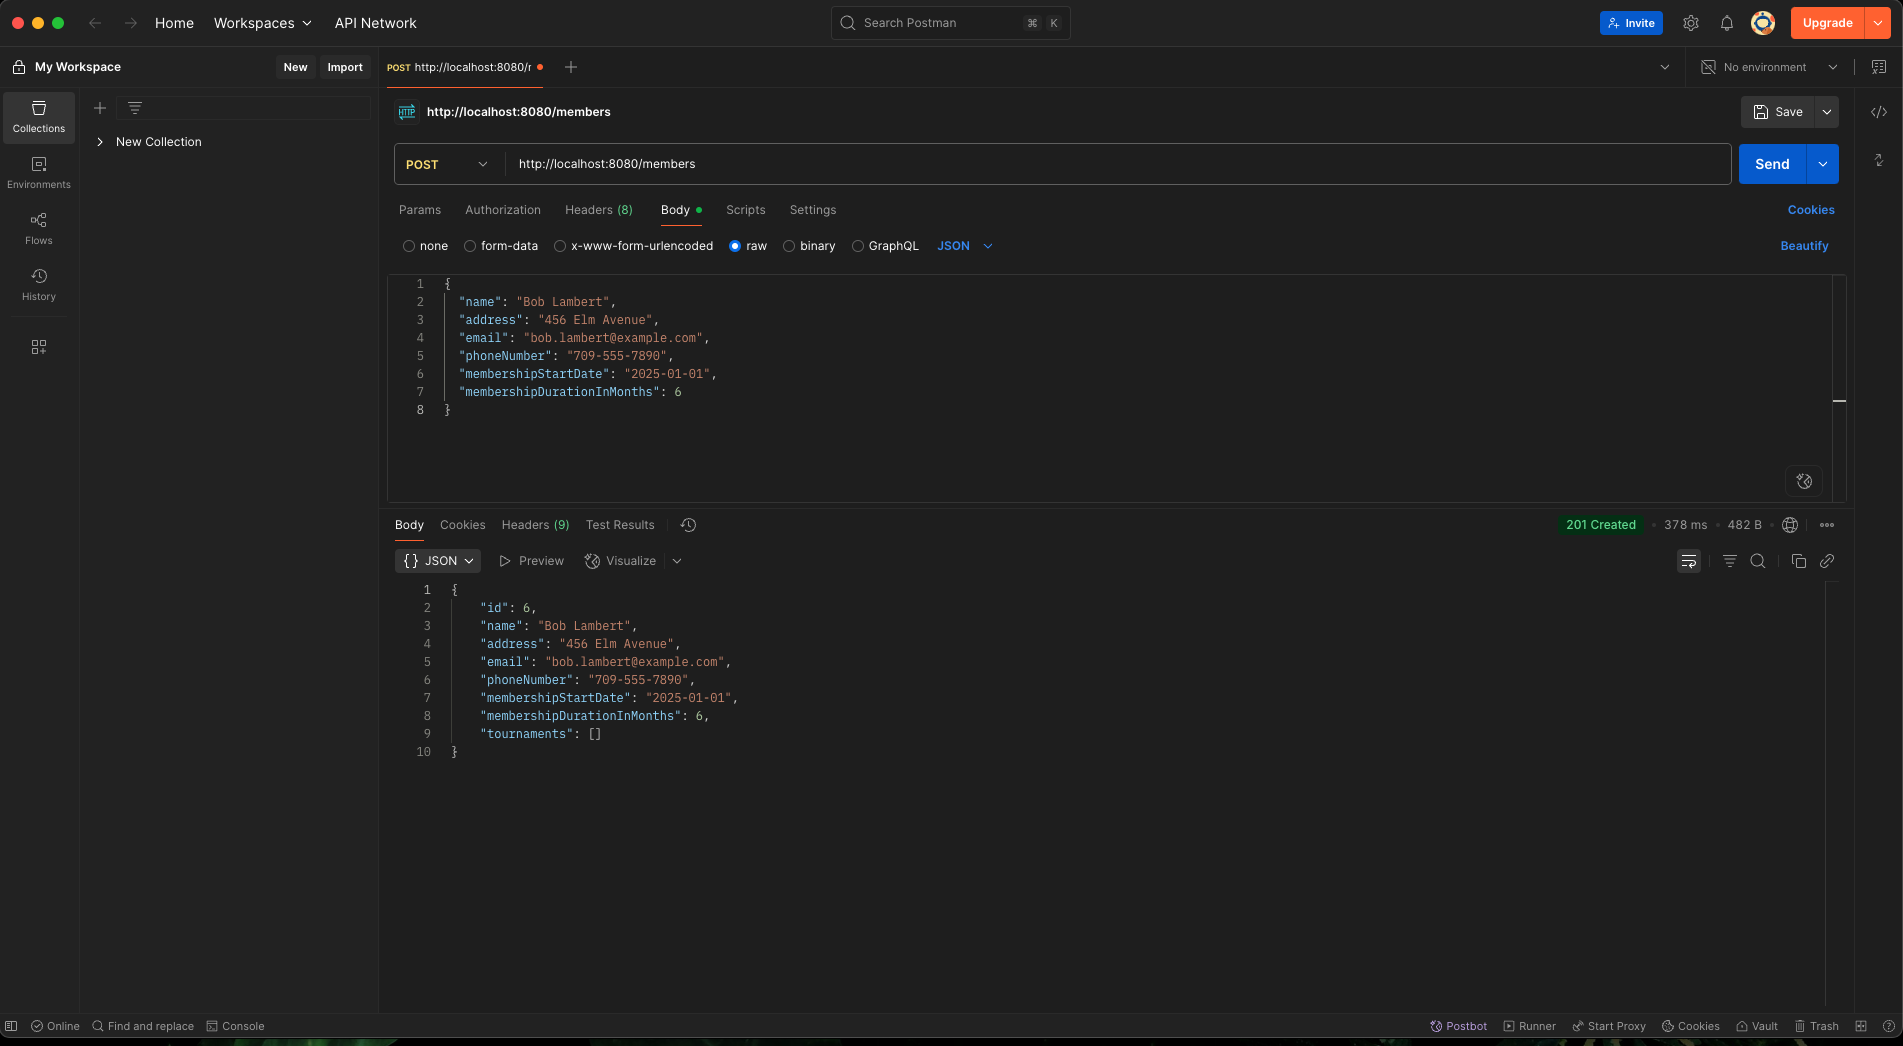 Home Workspaces API Network Search Postman ⌘ K Invite Upgrade
My Workspace New Import POST http://localhost:8080/r No environment
Collections
Environments
Flows
History
New Collection
HTTP http://localhost:8080/members Save
POST http://localhost:8080/members Send
Params Authorization Headers (8) Body Scripts Settings Cookies
none form-data x-www-form-urlencoded raw binary GraphQL JSON Beautify
1 {
2 "name": "Bob Lambert",
3 "address": "456 Elm Avenue",
4 "email": "bob.lambert@example.com",
5 "phoneNumber": "709-555-7890",
6 "membershipStartDate": "2025-01-01",
7 "membershipDurationInMonths": 6
8 }
Body Cookies Headers (9) Test Results 201 Created • 378 ms • 482 B •
{} JSON Preview Visualize
1 {
2 "id": 6,
3 "name": "Bob Lambert",
4 "address": "456 Elm Avenue",
5 "email": "bob.lambert@example.com",
6 "phoneNumber": "709-555-7890",
7 "membershipStartDate": "2025-01-01",
8 "membershipDurationInMonths": 6,
9 "tournaments": []
10 }
Online Find and replace Console Postbot Runner Start Proxy Cookies Vault Trash